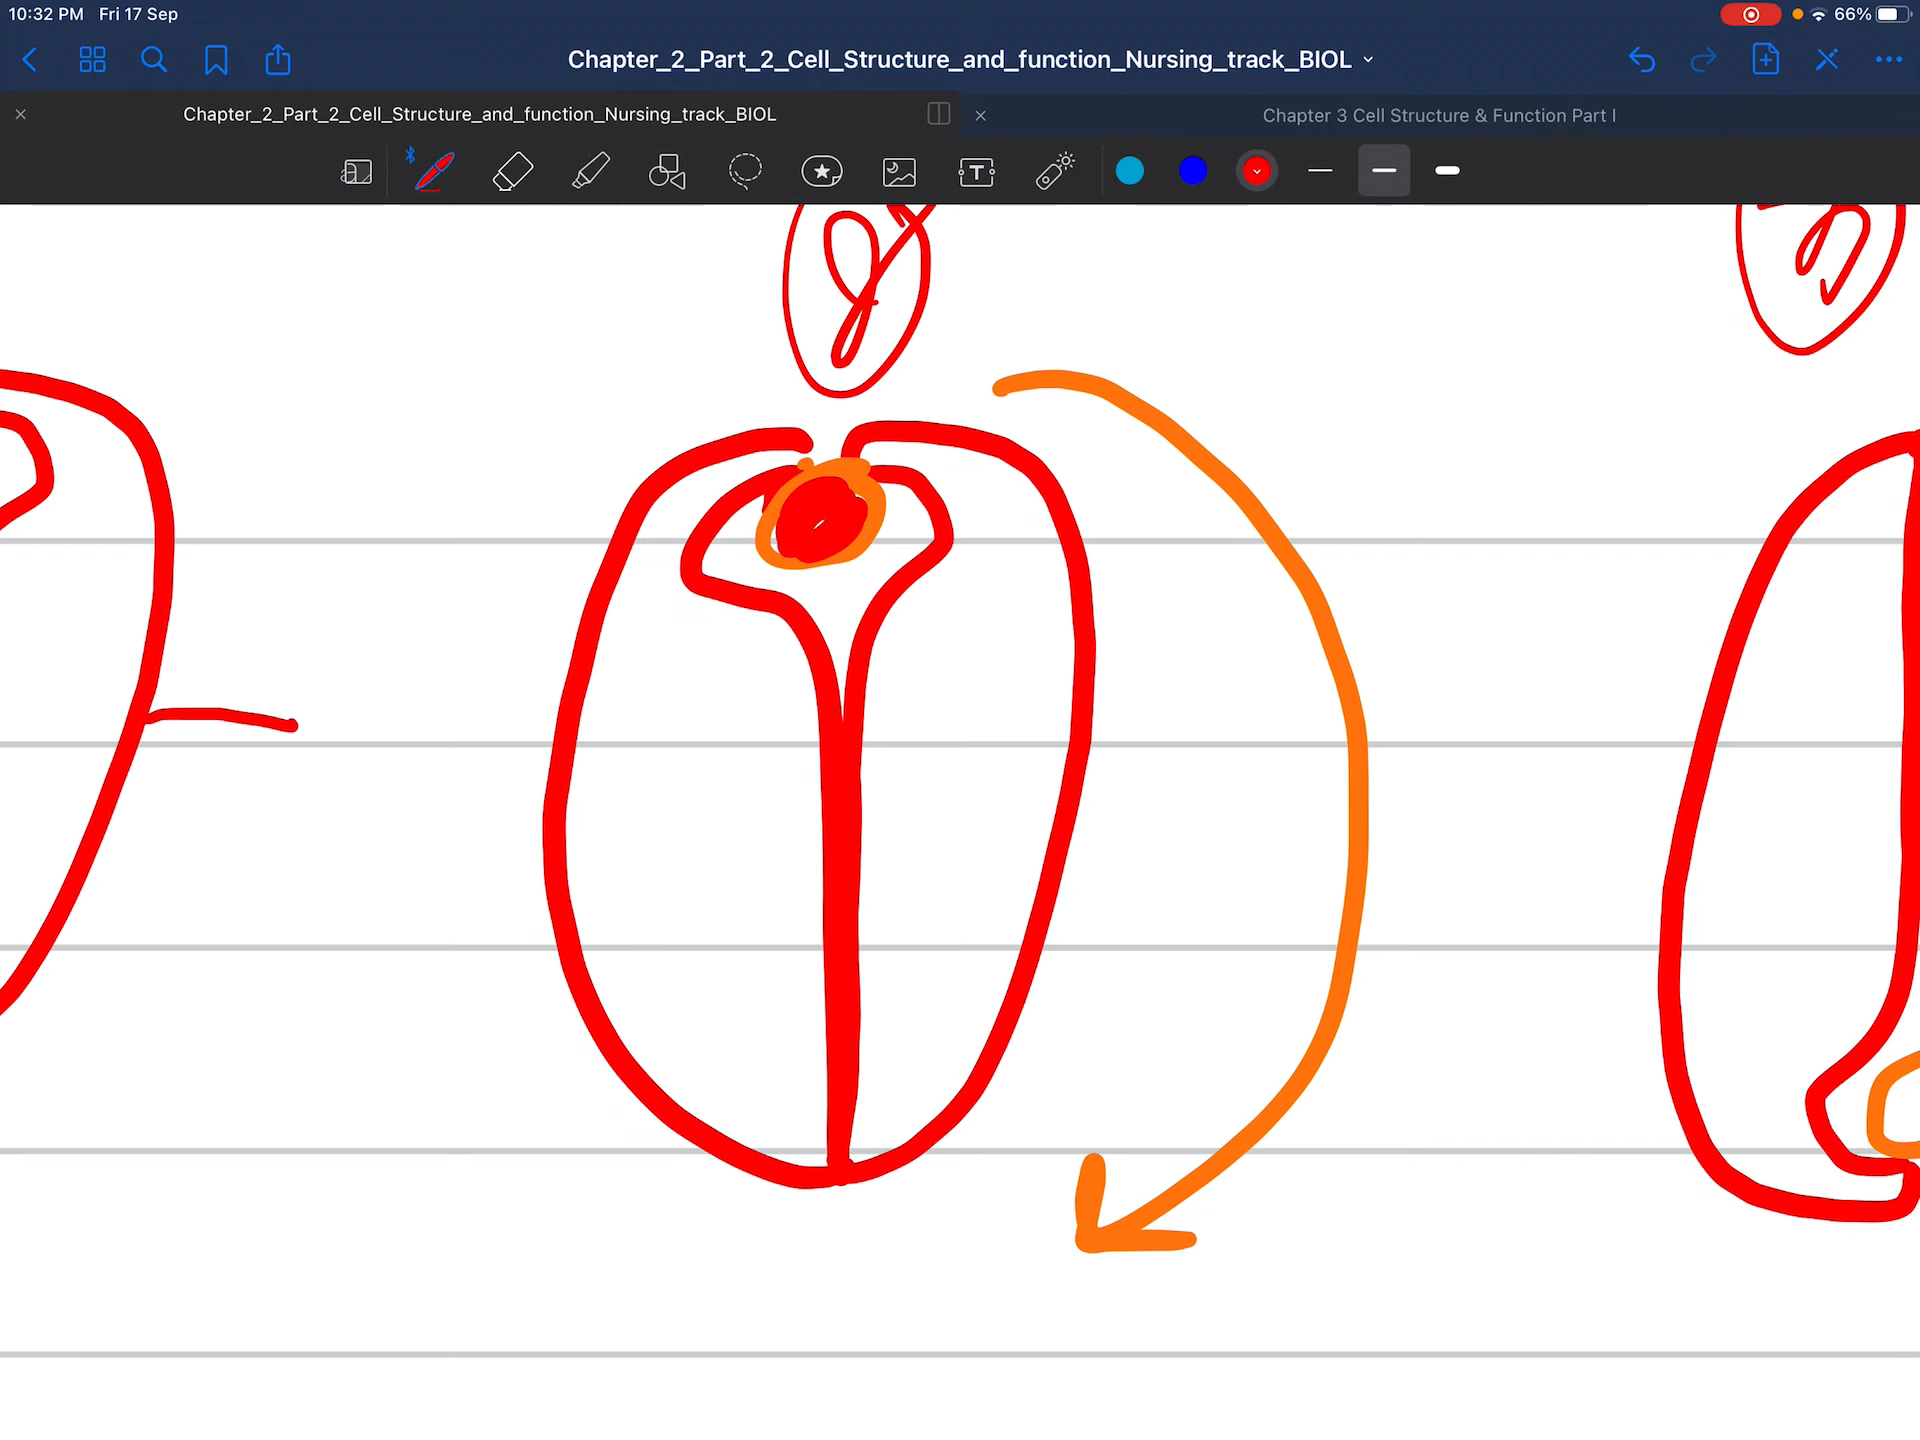 10:32 PM Fri 17 Sep
66%
Chapter_2_Part_2_Cell_Structure_and_function_Nursing_track_BIOL
Chapter_2_Part_2_Cell_Structure_and_function_Nursing_track_BIOL
Chapter 3 Cell Structure & Function Part I
T